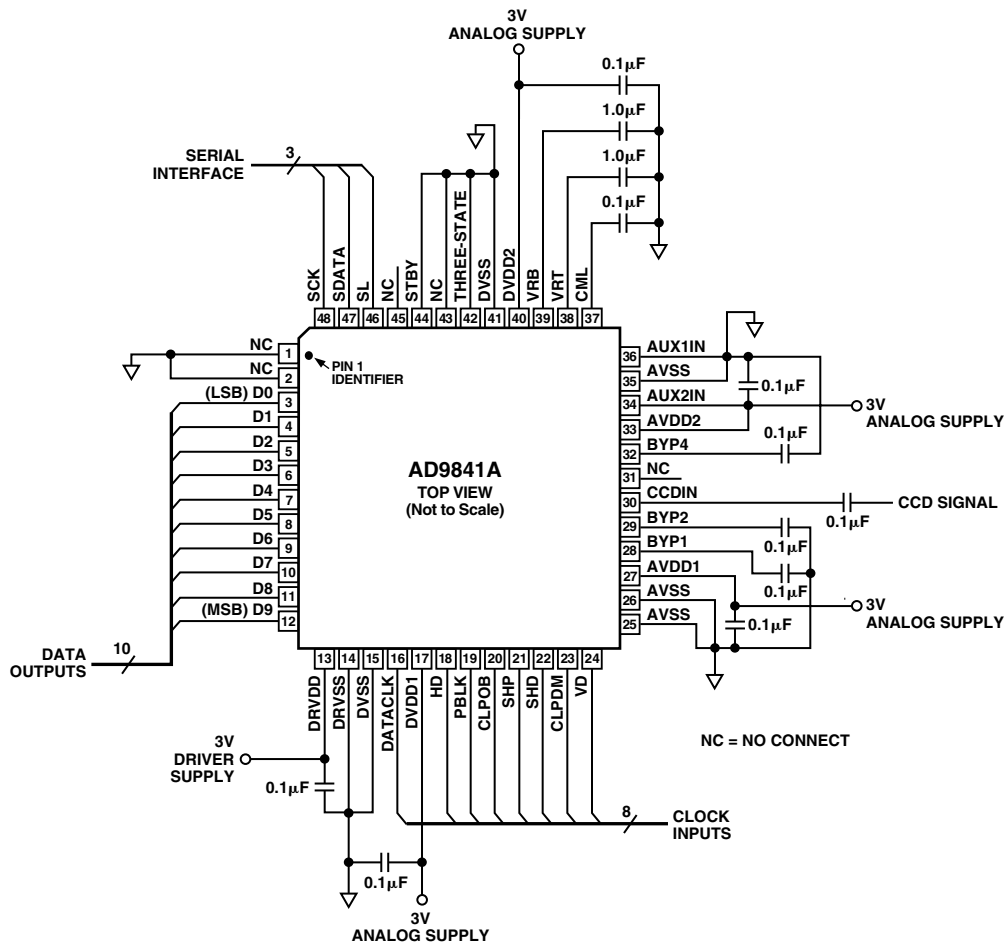 3V
ANALOG SUPPLY
0.1µF
1.0µF
1.0µF
0.1µF
SERIAL
INTERFACE
3
SCK
SDATA
SL
NC
STBY
NC
THREE-STATE
DVSS
DVDD2
VRB
VRT
CML
48 47 46 45 44 43 42 41 40 39 38 37
NC 1
NC 2
(LSB) D0 3
D1 4
D2 5
D3 6
D4 7
D5 8
D6 9
D7 10
D8 11
(MSB) D9 12
PIN 1
IDENTIFIER
AD9841A
TOP VIEW
(Not to Scale)
36 AUX1IN
35 AVSS
34 AUX2IN
33 AVDD2
32 BYP4
31 NC
30 CCDIN
29 BYP2
28 BYP1
27 AVDD1
26 AVSS
25 AVSS
0.1µF
3V
ANALOG SUPPLY
0.1µF
CCD SIGNAL
0.1µF
0.1µF
0.1µF
3V
ANALOG SUPPLY
0.1µF
DATA
OUTPUTS
10
13 14 15 16 17 18 19 20 21 22 23 24
DRVDD
DRVSS
DVSS
DATACLK
DVDD1
HD
PBLK
CLPOB
SHP
SHD
CLPDM
VD
NC = NO CONNECT
3V
DRIVER
SUPPLY
0.1µF
8
CLOCK
INPUTS
0.1µF
3V
ANALOG SUPPLY